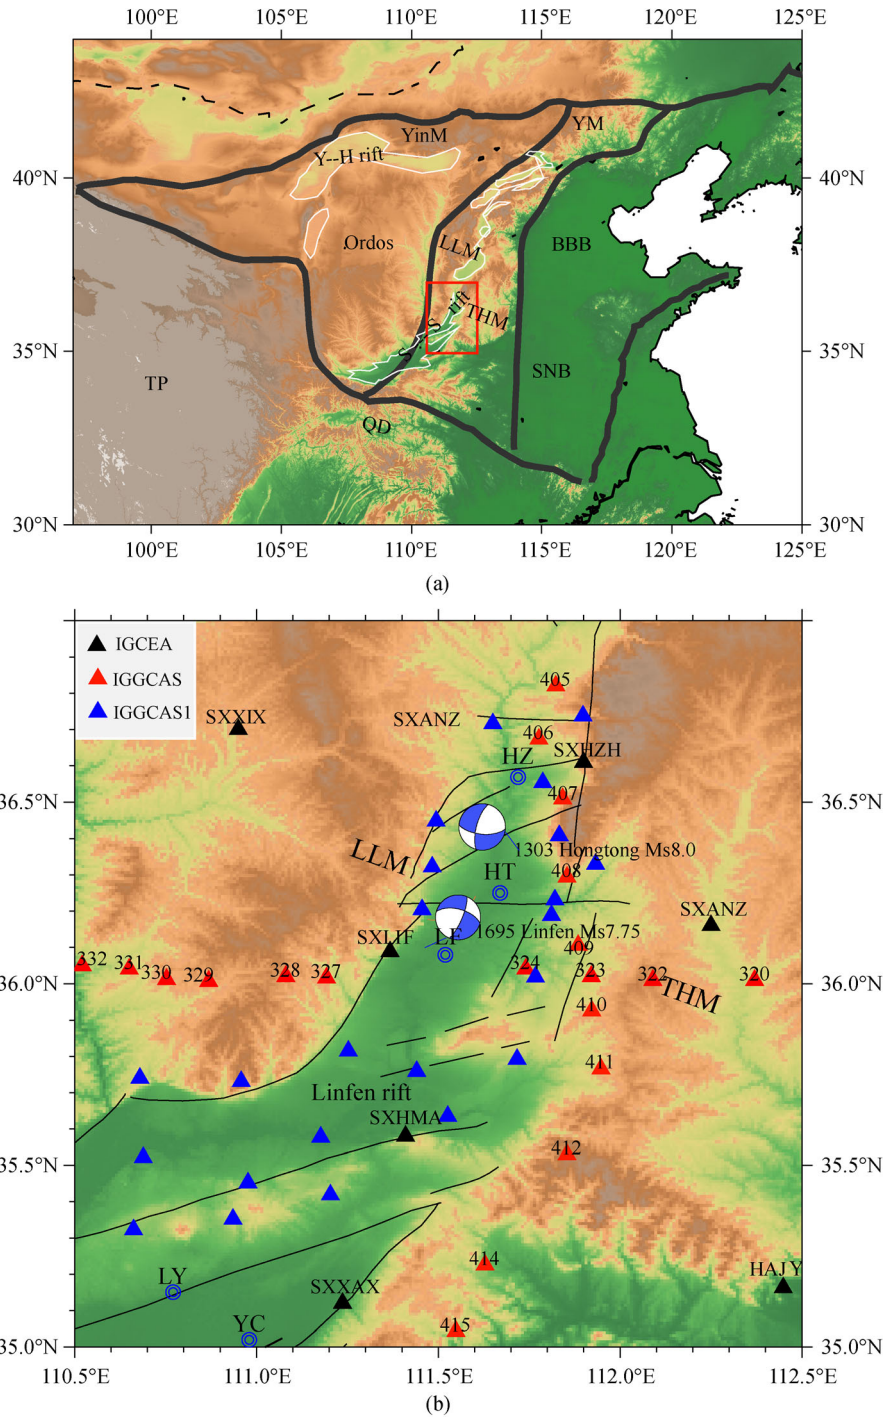 100°E 105°E 110°E 115°E 120°E 125°E
YM
YinM
Y--H rift
40°N 40°N
Ordos
LLM
BBB
S--S rift
THM
35°N 35°N
TP
SNB
QD
30°N 30°N
100°E 105°E 110°E 115°E 120°E 125°E
(a)
IGCEA
IGGCAS
IGGCAS1
405
SXXIX
SXANZ
406
HZ
SXHZH
407
36.5°N 36.5°N
LLM
1303 Hongtong Ms8.0
HT
408
SXANZ
SXLIF
LF
1695 Linfen Ms7.75
409
332 331 330 329 328 327 324 323 322 320
36.0°N 36.0°N
THM
410
411
Linfen rift
SXHMA
412
35.5°N 35.5°N
414
LY
SXXAX
HAJY
YC
415
35.0°N 35.0°N
110.5°E 111.0°E 111.5°E 112.0°E 112.5°E
(b)